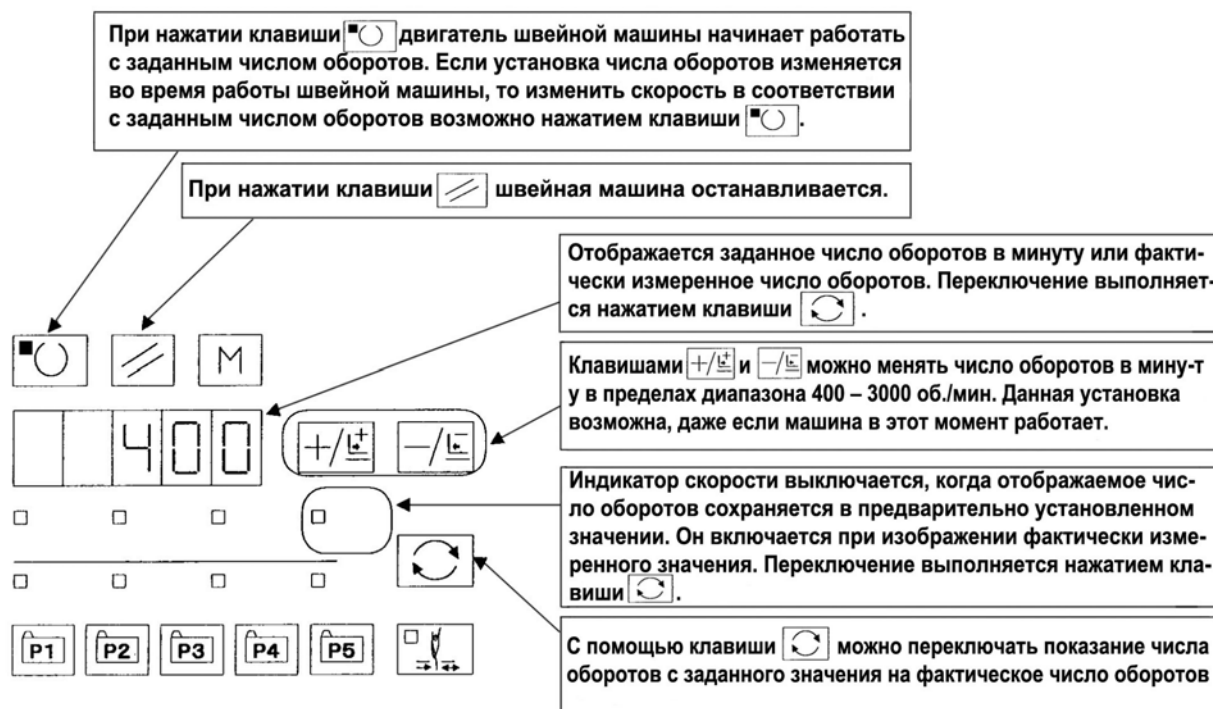 При нажатии клавиши двигатель швейной машины начинает работать
с заданным числом оборотов. Если установка числа оборотов изменяется
во время работы швейной машины, то изменить скорость в соответствии
с заданным числом оборотов возможно нажатием клавиши .
При нажатии клавиши швейная машина останавливается.
Отображается заданное число оборотов в минуту или факти-
чески измеренное число оборотов. Переключение выполняет-
ся нажатием клавиши .
Клавишами +/ и –/ можно менять число оборотов в мину-т
у в пределах диапазона 400 – 3000 об./мин. Данная установка
возможна, даже если машина в этот момент работает.
Индикатор скорости выключается, когда отображаемое чис-
ло оборотов сохраняется в предварительно установленном
значении. Он включается при изображении фактически изме-
ренного значения. Переключение выполняется нажатием кла-
виши .
С помощью клавиши можно переключать показание числа
оборотов с заданного значения на фактическое число оборотов
M
400
+/ –/
P1 P2 P3 P4 P5